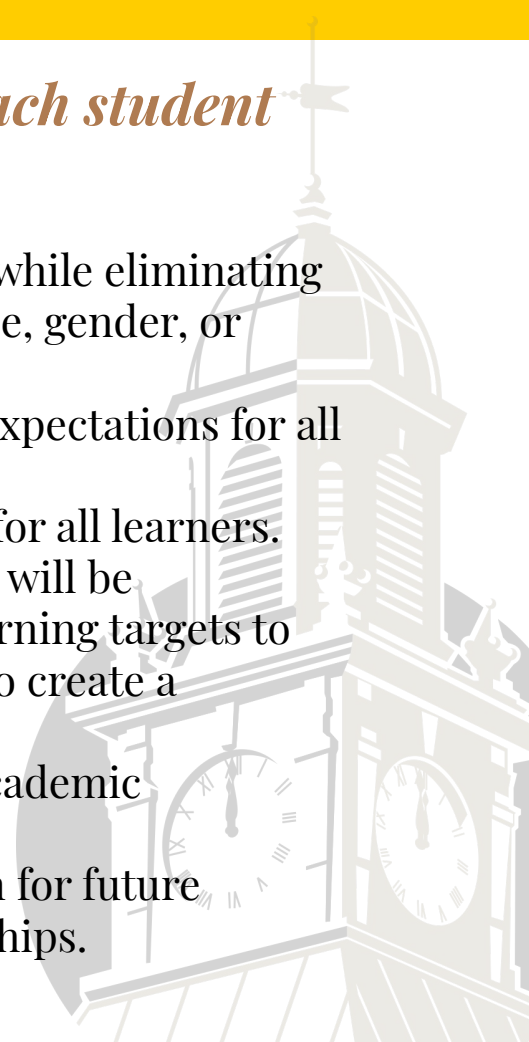 ach student
while eliminating
e, gender, or
xpectations for all
for all learners.
will be
rning targets to
o create a
cademic
n for future
hips.